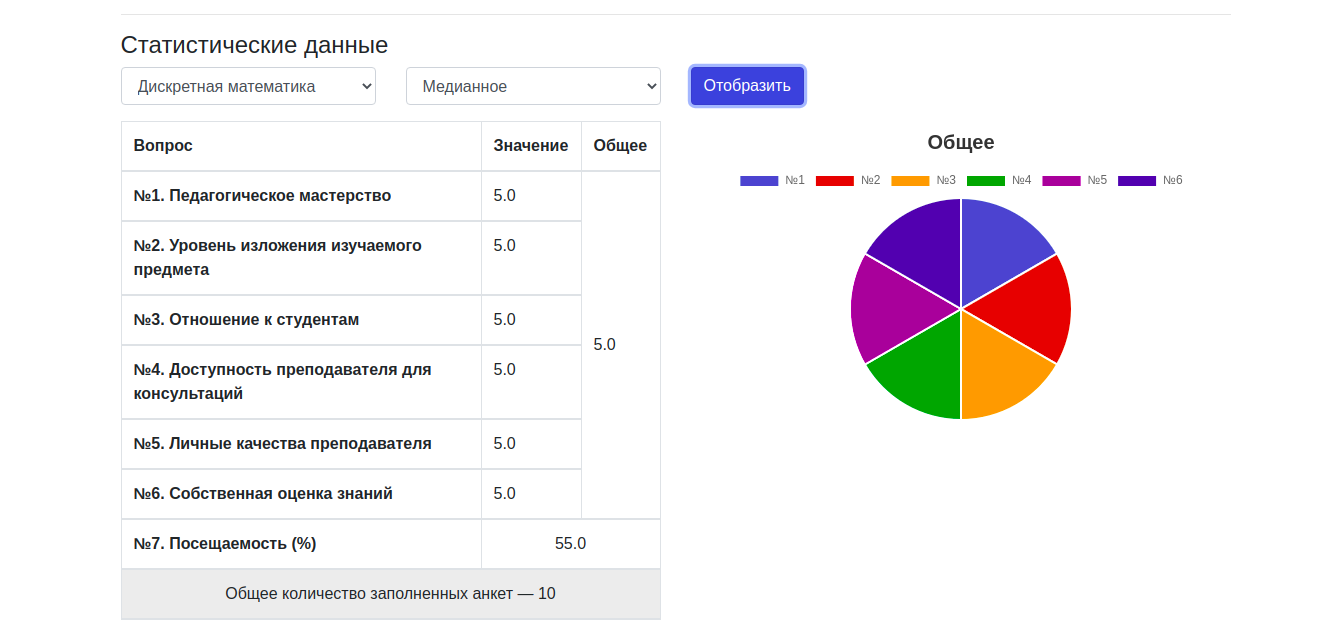 Статистические данные
Дискретная математика
Медианное
Отобразить
Вопрос Значение Общее
№1. Педагогическое мастерство 5.0
№2. Уровень изложения изучаемого
предмета
5.0
№3. Отношение к студентам 5.0
5.0
№4. Доступность преподавателя для
консультаций
5.0
№5. Личные качества преподавателя 5.0
№6. Собственная оценка знаний 5.0
№7. Посещаемость (%) 55.0
Общее количество заполненных анкет — 10
Общее
№1 №2 №3 №4 №5 №6